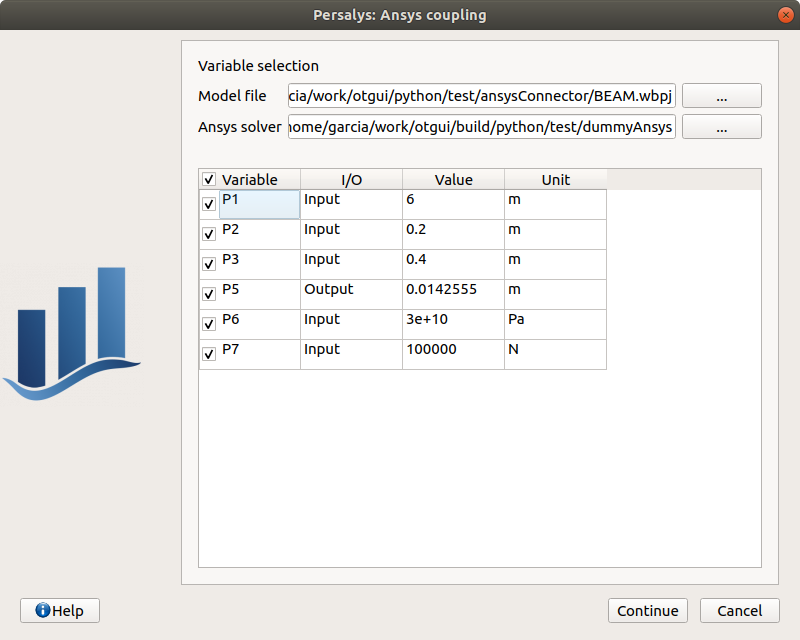 Persalys: Ansys coupling
Variable selection
Model file cia/work/otgui/python/test/ansysConnector/BEAM.wbpj ...
Ansys solver home/garcia/work/otgui/build/python/test/dummyAnsys ...
Variable I/O Value Unit
P1 Input 6 m
P2 Input 0.2 m
P3 Input 0.4 m
P5 Output 0.0142555 m
P6 Input 3e+10 Pa
P7 Input 100000 N
Help Continue Cancel